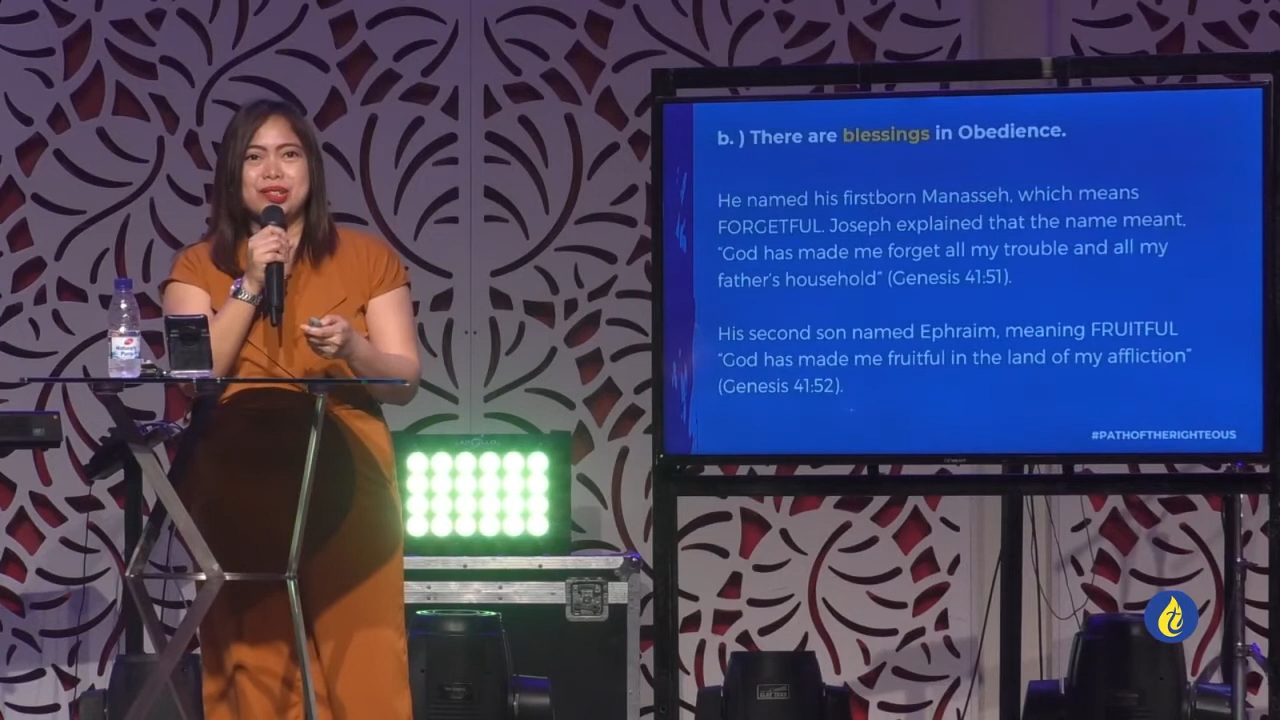 b. ) There are blessings in Obedience.
He named his firstborn Manasseh, which means
FORGETFUL. Joseph explained that the name meant,
“God has made me forget all my trouble and all my
father's household” (Genesis 41:51).
His second son named Ephraim, meaning FRUITFUL
“God has made me fruitful in the land of my affliction”
(Genesis 41:52).
#PATHOFTHERIGHTEOUS